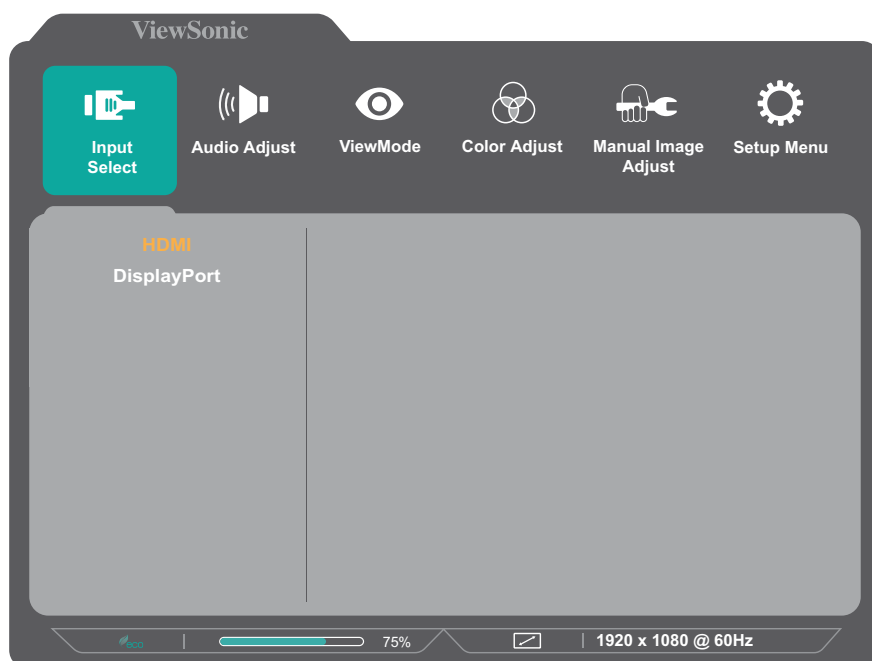 ViewSonic
Input
Select
Audio Adjust
ViewMode
Color Adjust
Manual Image
Adjust
Setup Menu
HDMI
DisplayPort
eco
75%
1920 x 1080 @ 60Hz